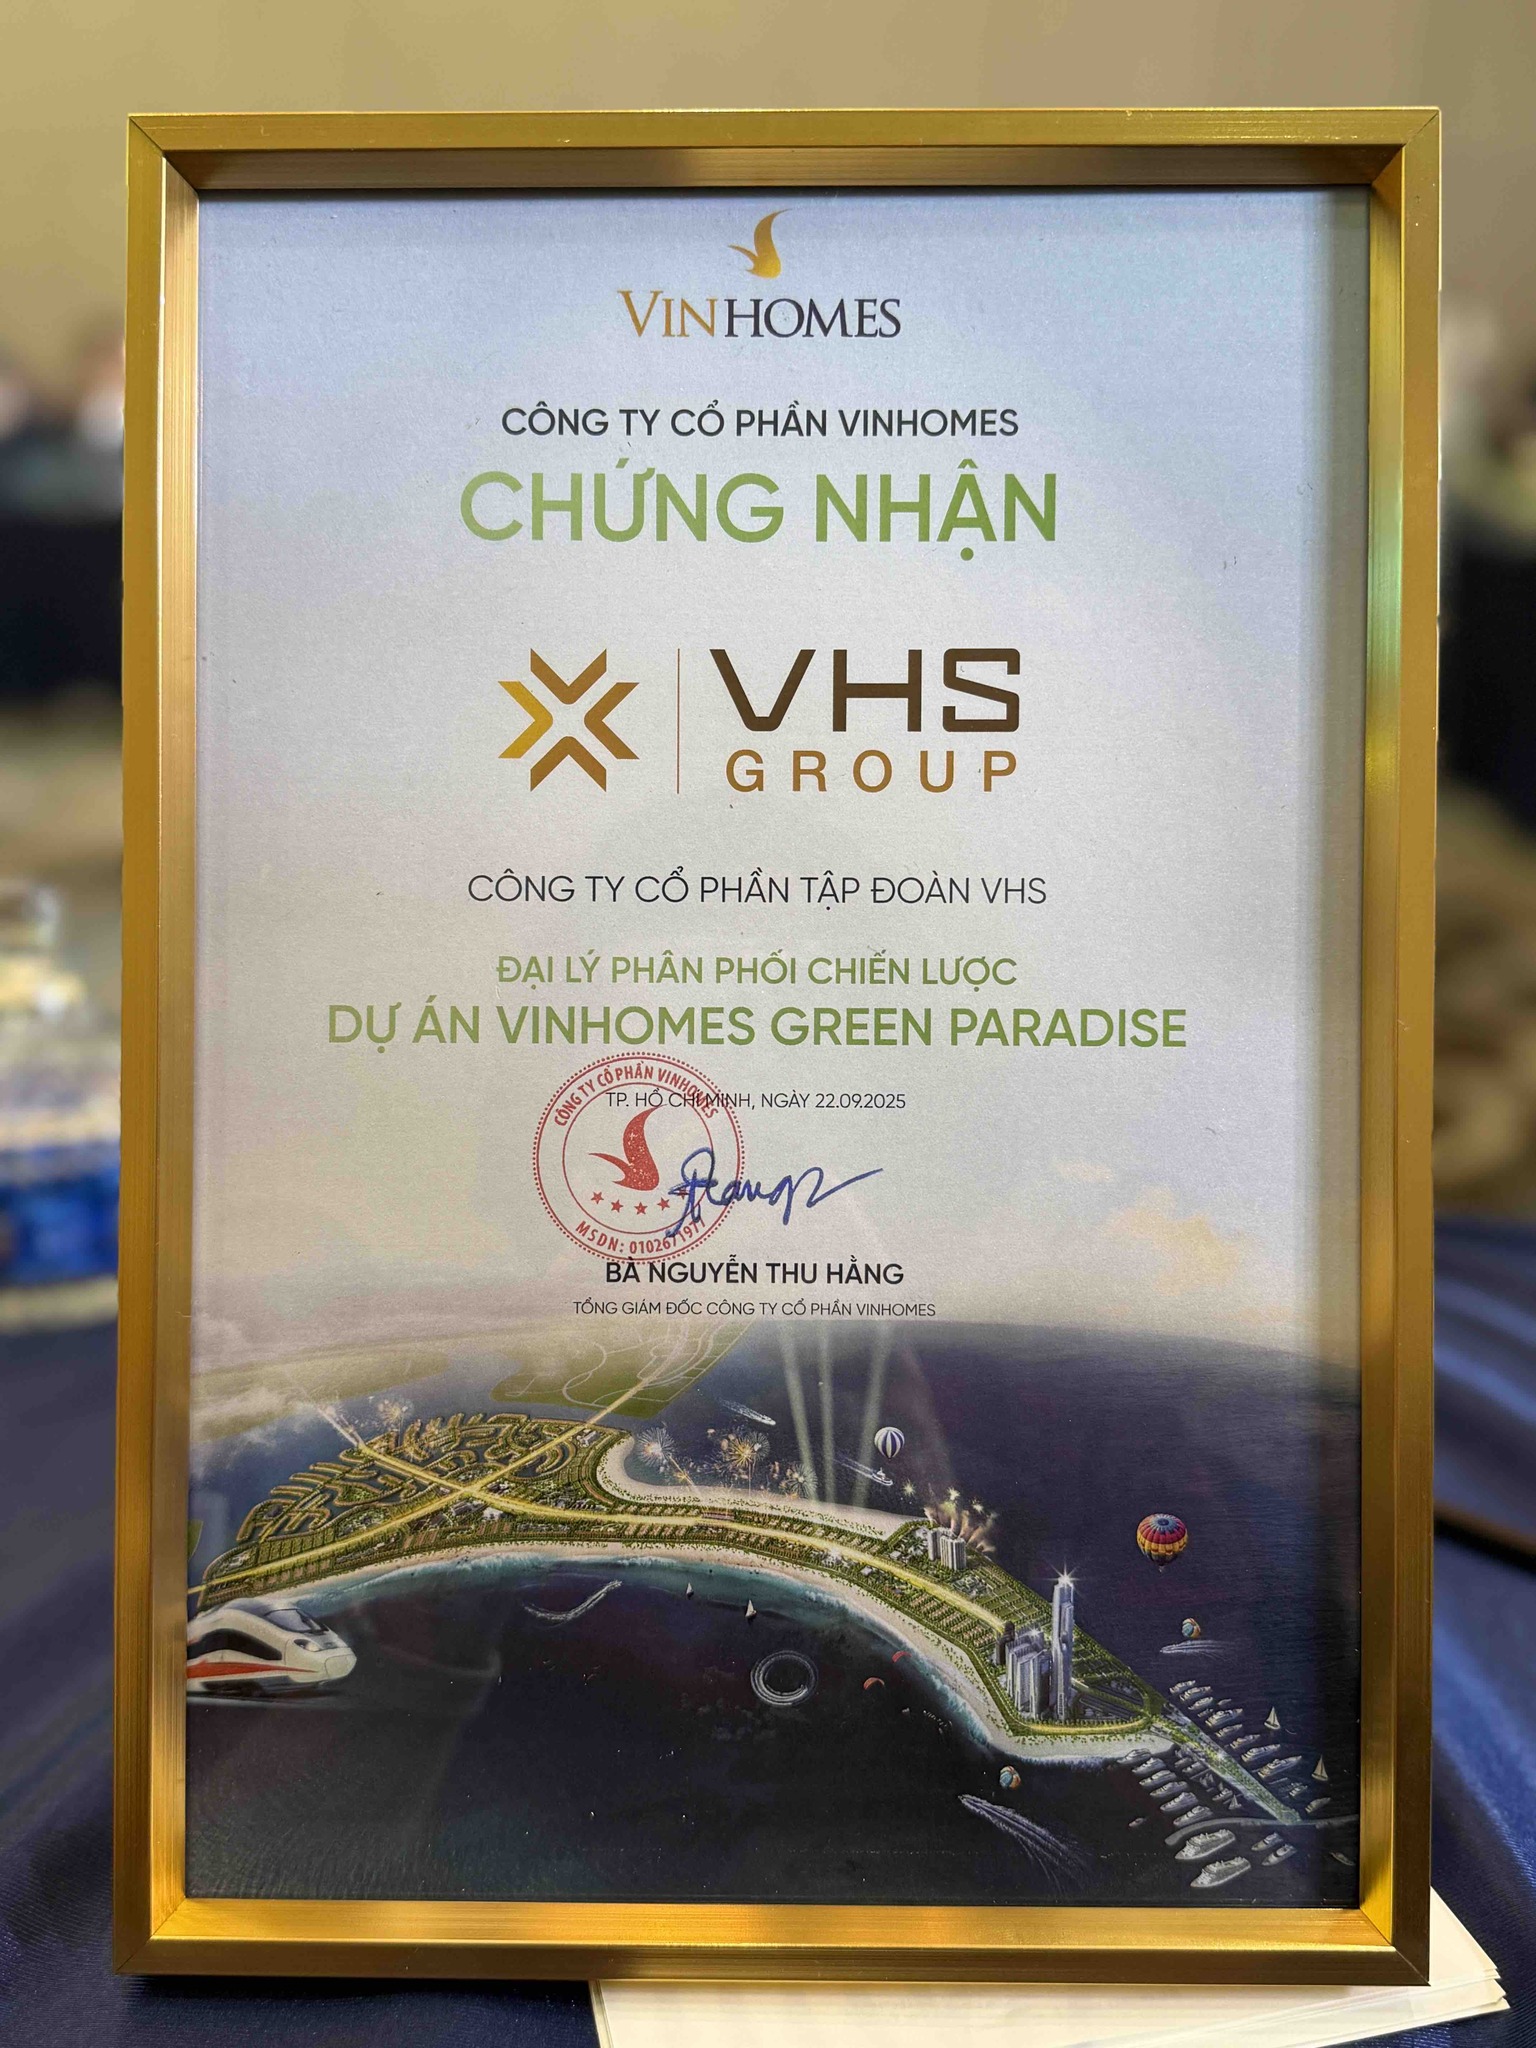 VINHOMES
CÔNG TY CỔ PHẦN VINHOMES
CHỨNG NHẬN
VHS
GROUP
CÔNG TY CỔ PHẦN TẬP ĐOÀN VHS
ĐẠI LÝ PHÂN PHỐI CHIẾN LƯỢC
DỰ ÁN VINHOMES GREEN PARADISE
CÔNG TY CỔ PHẦN VINHOMES
TP. HỒ CHÍ MINH, NGÀY 22.09.2025
MSDN: 0102671977
BÀ NGUYỄN THU HẰNG
TỔNG GIÁM ĐỐC CÔNG TY CỔ PHẦN VINHOMES